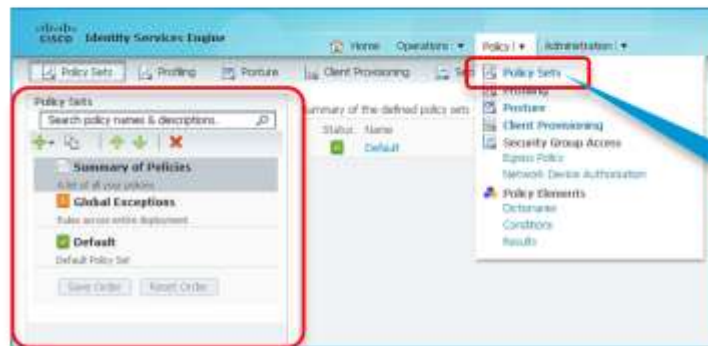 CISCO Identity Services Engine
Home Operations Policy Administration
Policy Sets Profiling Posture Client Provisioning
Policy Sets
Search policy names & descriptions.
Summary of Policies
A list of all your policies
Global Exceptions
Rules across entire deployment
Default
Default Policy Set
Save Order Reset Order
ummary of the defined policy sets
Status Name
Default
Policy Sets
Profiling
Posture
Client Provisioning
Security Group Access
Egress Policy
Network Device Authorization
Policy Elements
Dictionaries
Conditions
Results